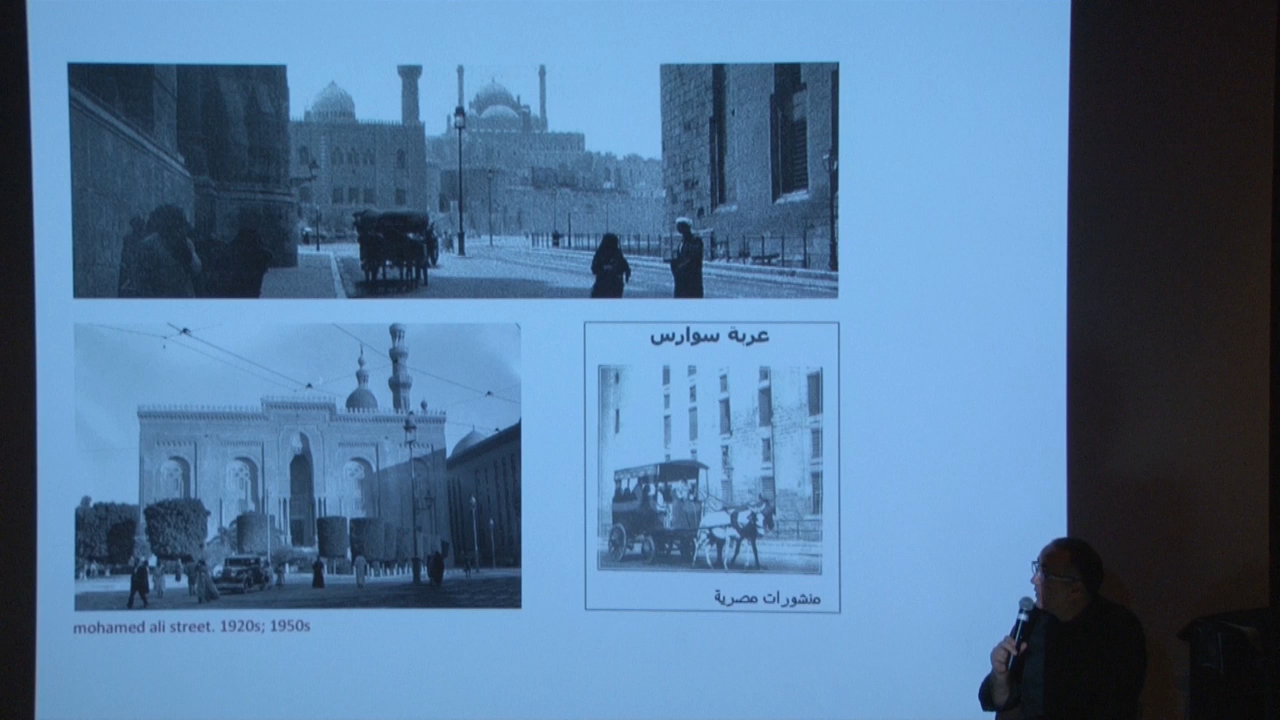 عربة سوارس
منشورات مصرية
mohamed ali street. 1920s; 1950s